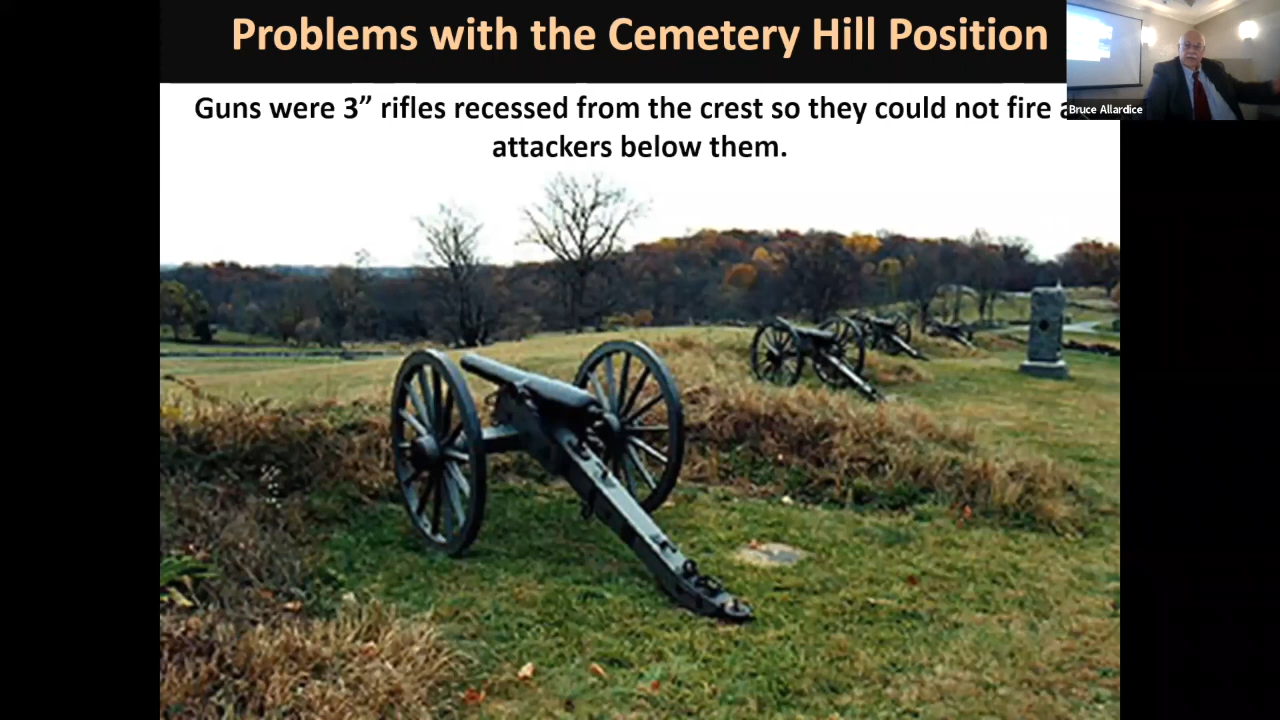 Problems with the Cemetery Hill Position
Guns were 3” rifles recessed from the crest so they could not fire
attackers below them.
Bruce Allardice